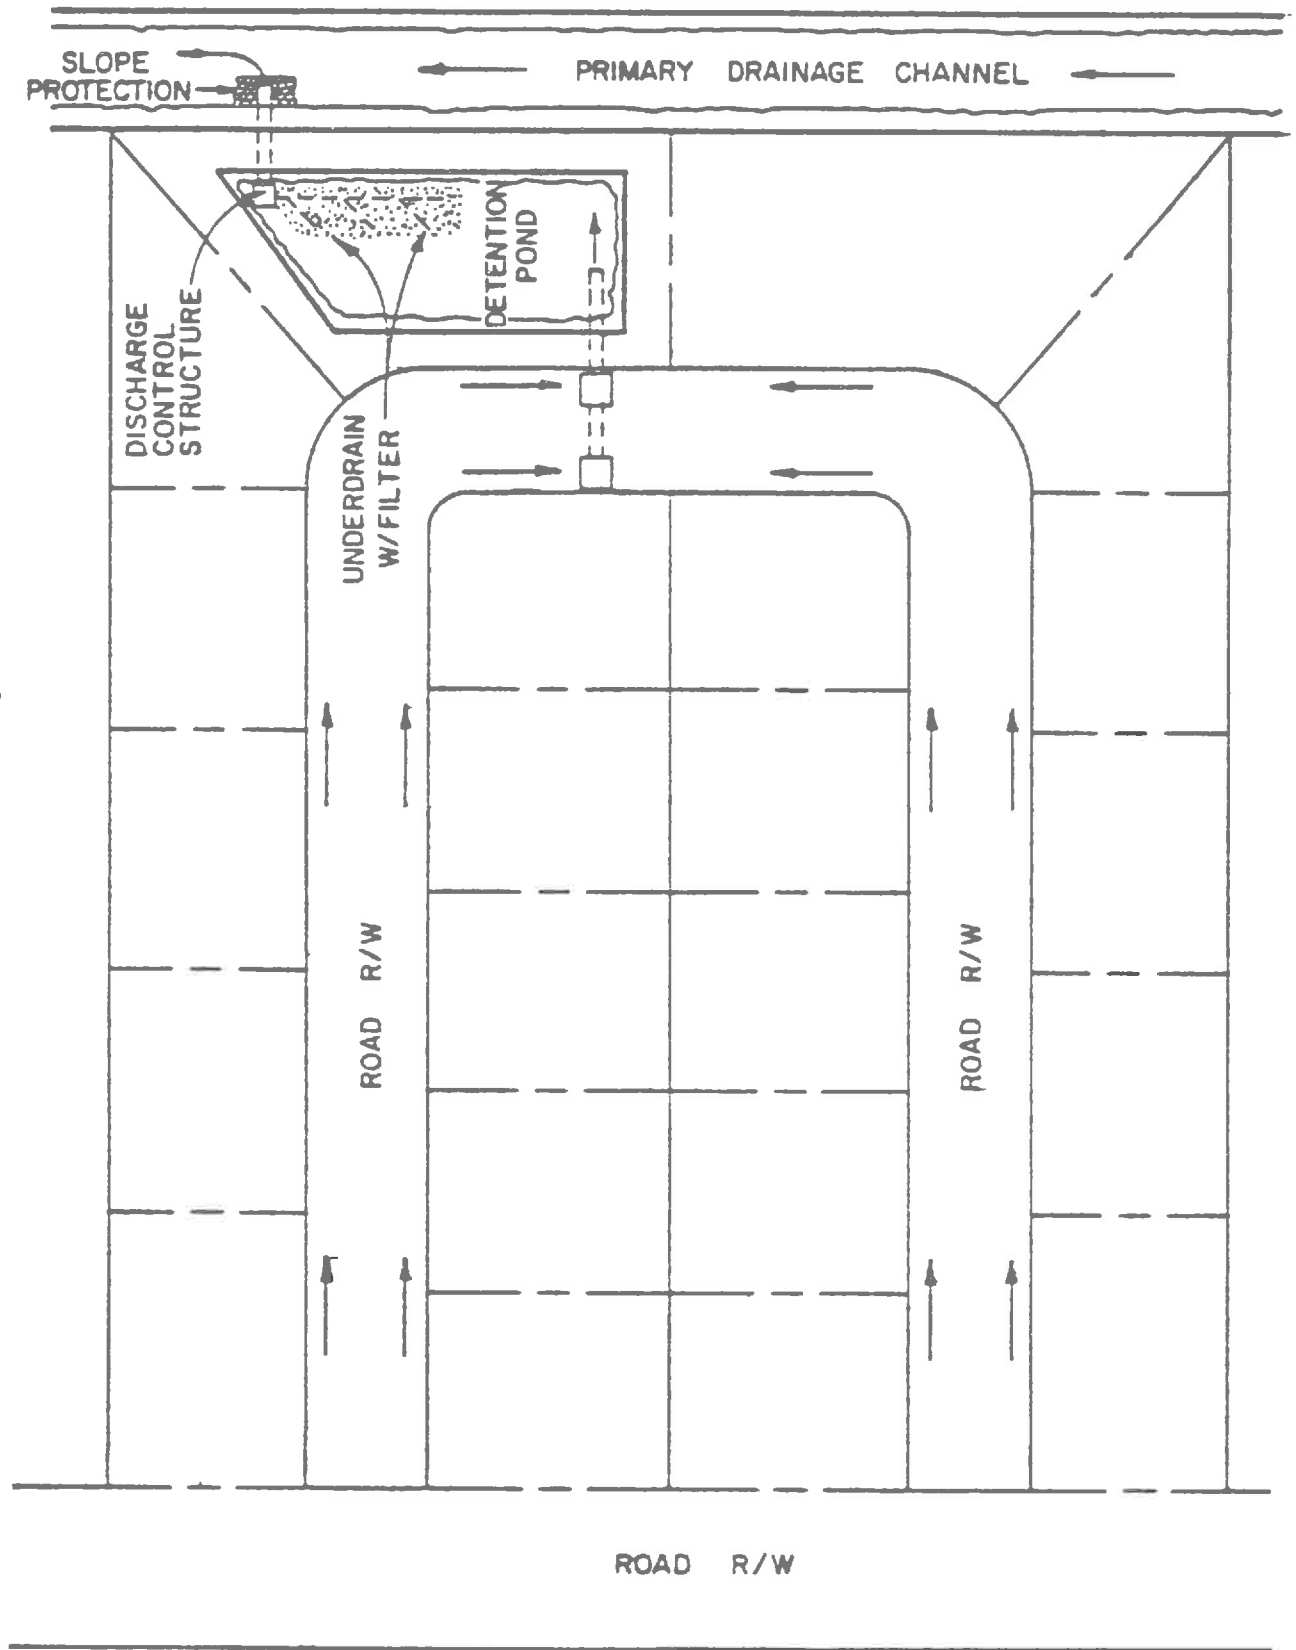 SLOPE
PROTECTION
PRIMARY DRAINAGE CHANNEL
DETENTION
POND
DISCHARGE
CONTROL
STRUCTURE
UNDERDRAIN
W/FILTER
ROAD R/W
ROAD R/W
ROAD R/W